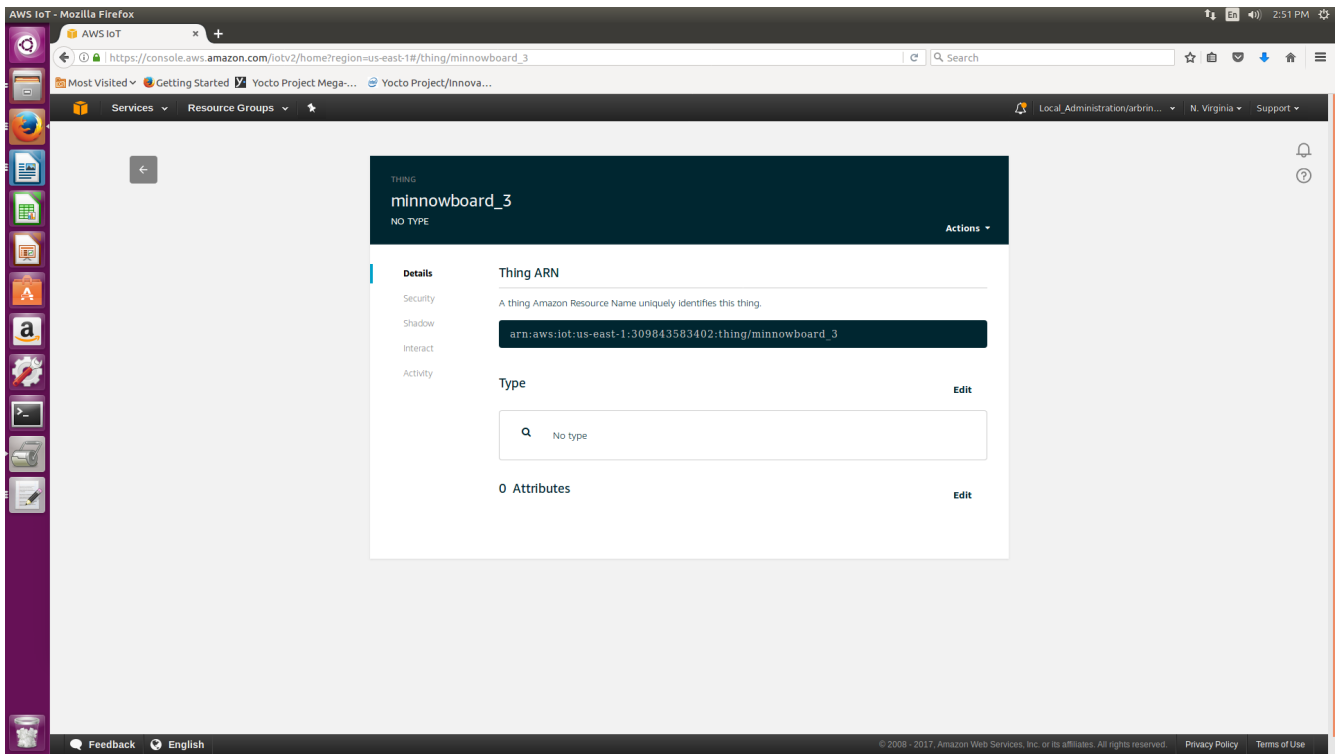 AWS IoT - Mozilla Firefox
En 2:51 PM
AWS IoT × +
https://console.aws.amazon.com/iotv2/home?region=us-east-1#/thing/minnowboard_3 Search
Most Visited Getting Started Yocto Project Mega-... Yocto Project/Innova...
Services Resource Groups Local_Administration/arbrin... N. Virginia Support
THING
minnowboard_3
NO TYPE
Actions
Details
Security
Shadow
Interact
Activity
Thing ARN
A thing Amazon Resource Name uniquely identifies this thing.
arn:aws:iot:us-east-1:309843583402:thing/minnowboard_3
Type Edit
No type
0 Attributes Edit
Feedback English © 2008 - 2017, Amazon Web Services, Inc. or its affiliates. All rights reserved. Privacy Policy Terms of Use